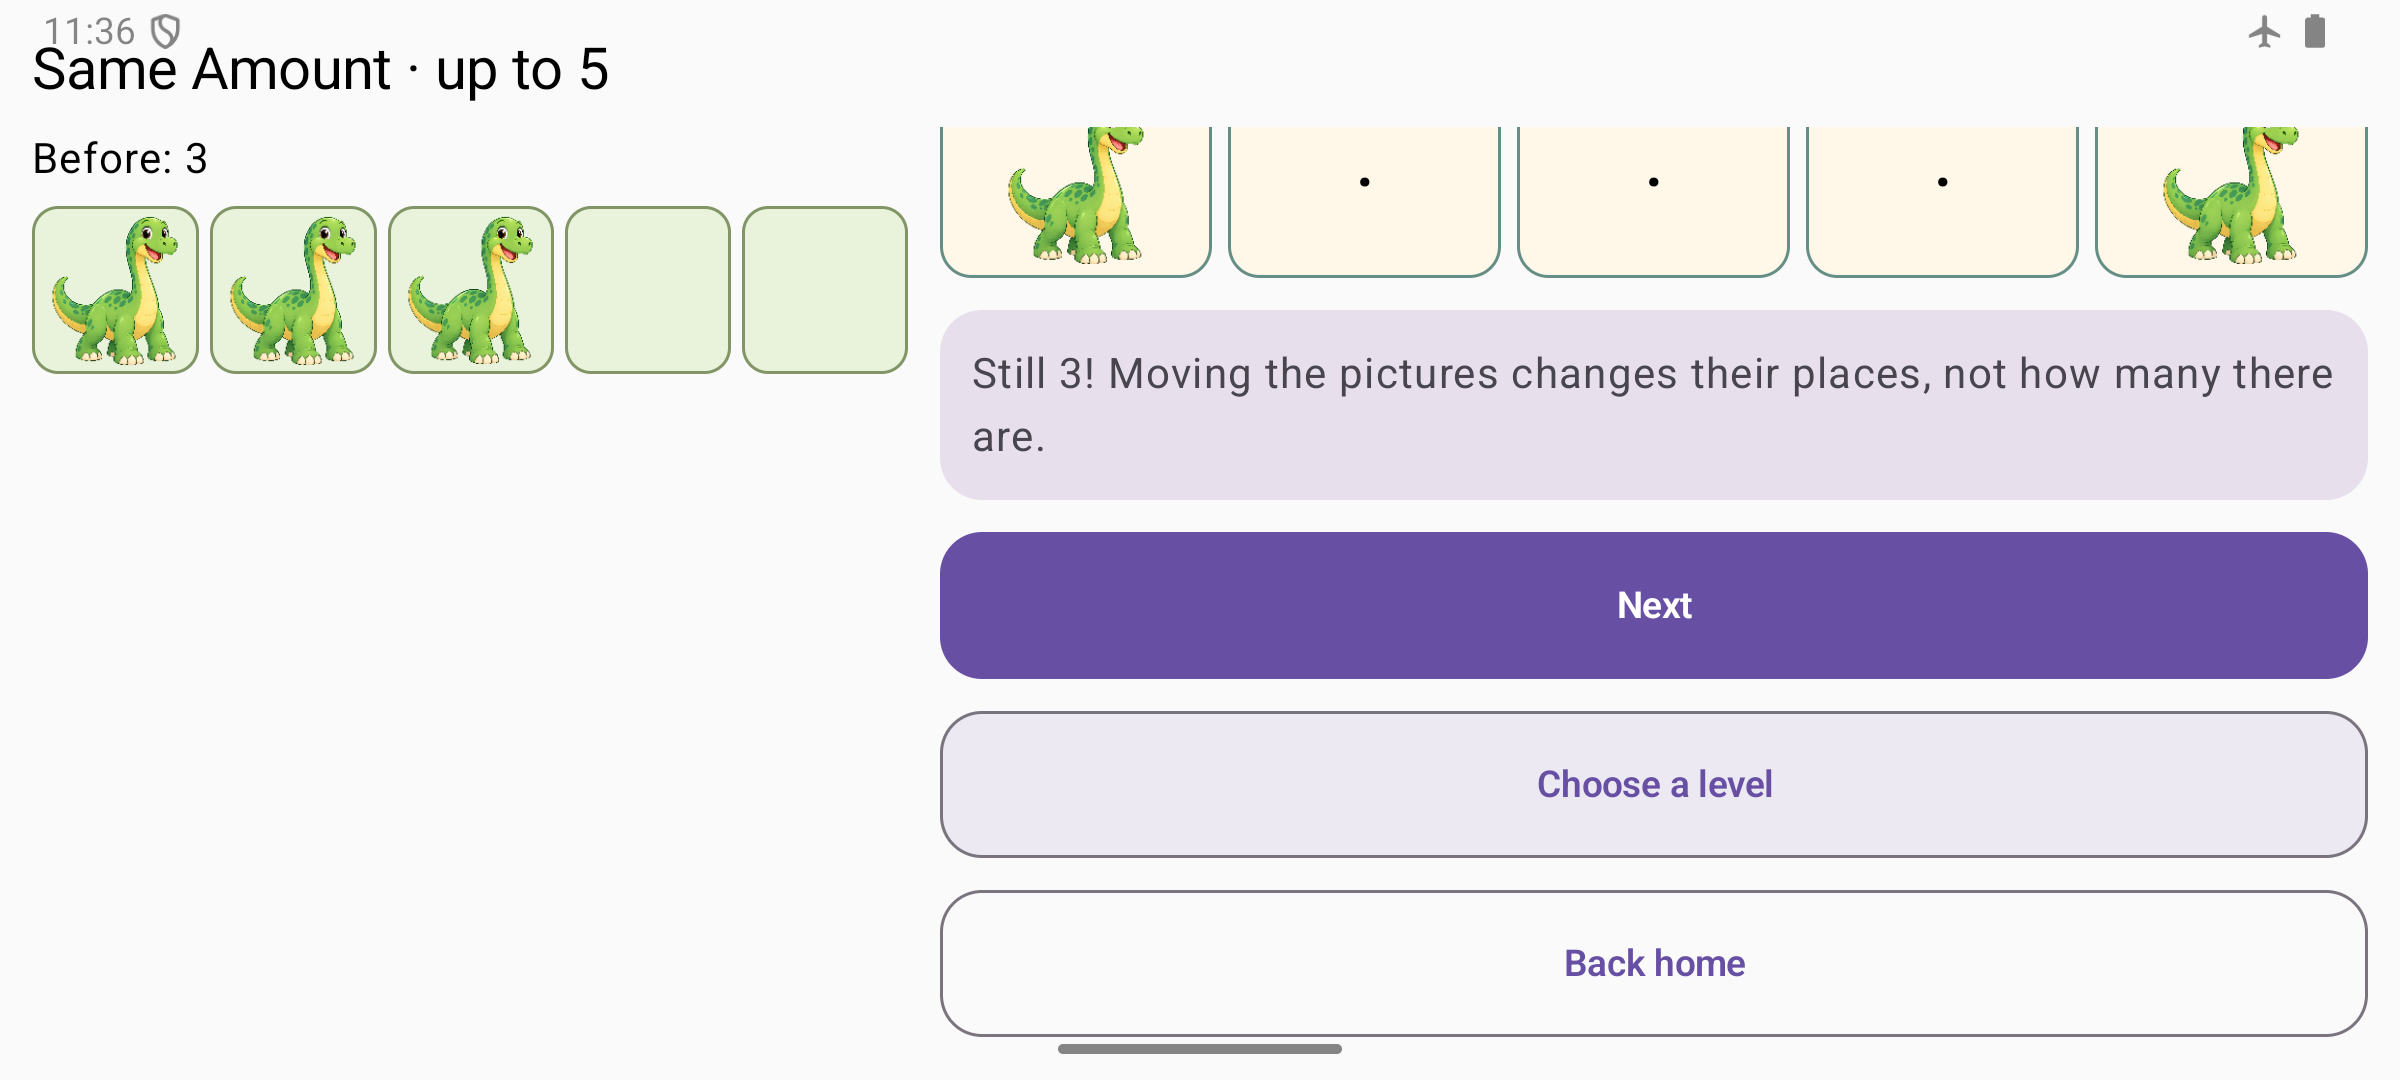 11:36
Same Amount · up to 5
Before: 3
Still 3! Moving the pictures changes their places, not how many there
are.
Next
Choose a level
Back home